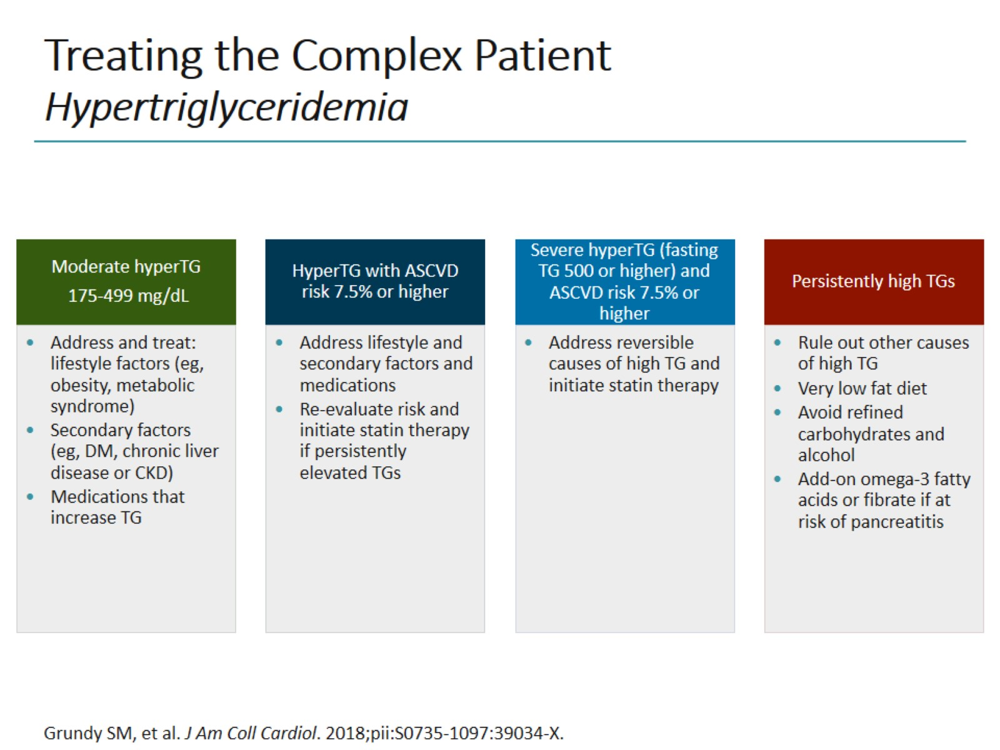 Treating the Complex Patient
Hypertriglyceridemia
Moderate hyperTG
175-499 mg/dL
• Address and treat:
lifestyle factors (eg,
obesity, metabolic
syndrome)
• Secondary factors
(eg, DM, chronic liver
disease or CKD)
• Medications that
increase TG
HyperTG with ASCVD
risk 7.5% or higher
• Address lifestyle and
secondary factors and
medications
• Re-evaluate risk and
initiate statin therapy
if persistently
elevated TGs
Severe hyperTG (fasting
TG 500 or higher) and
ASCVD risk 7.5% or
higher
• Address reversible
causes of high TG and
initiate statin therapy
Persistently high TGs
• Rule out other causes
of high TG
• Very low fat diet
• Avoid refined
carbohydrates and
alcohol
• Add-on omega-3 fatty
acids or fibrate if at
risk of pancreatitis
Grundy SM, et al. J Am Coll Cardiol. 2018;pii:S0735-1097:39034-X.